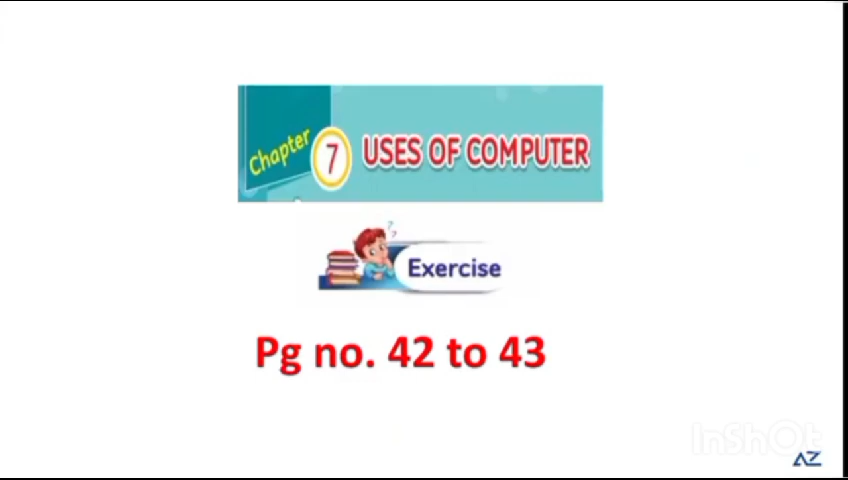 Chapter 7 USES OF COMPUTER
Exercise
Pg no. 42 to 43
InShOt
AZ